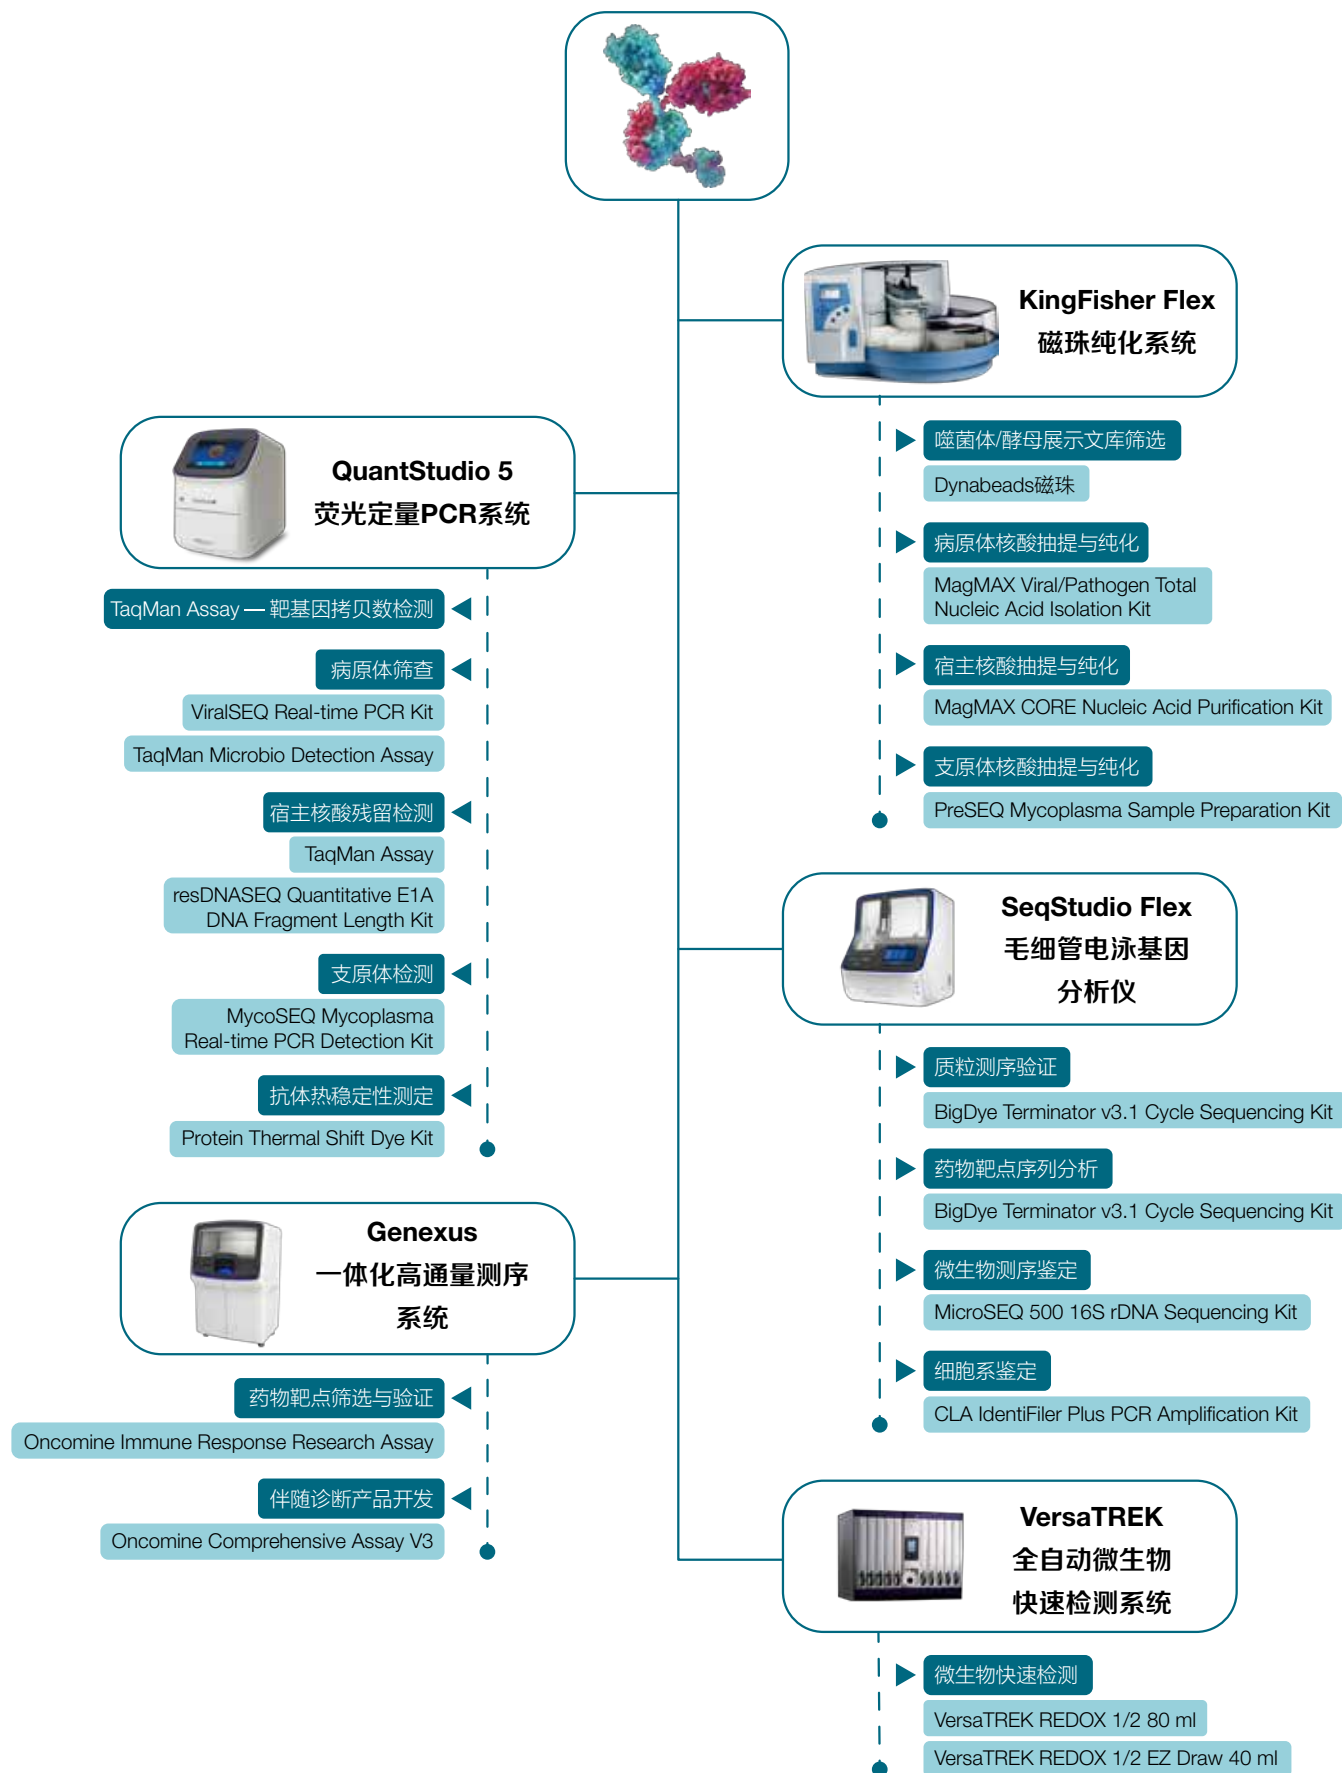 KingFisher Flex
磁珠纯化系统
噬菌体/酵母展示文库筛选
Dynabeads磁珠
病原体核酸抽提与纯化
MagMAX Viral/Pathogen Total
Nucleic Acid Isolation Kit
宿主核酸抽提与纯化
MagMAX CORE Nucleic Acid Purification Kit
支原体核酸抽提与纯化
PreSEQ Mycoplasma Sample Preparation Kit
QuantStudio 5
荧光定量PCR系统
TaqMan Assay — 靶基因拷贝数检测
病原体筛查
ViralSEQ Real-time PCR Kit
TaqMan Microbio Detection Assay
宿主核酸残留检测
TaqMan Assay
resDNASEQ Quantitative E1A
DNA Fragment Length Kit
支原体检测
MycoSEQ Mycoplasma
Real-time PCR Detection Kit
抗体热稳定性测定
Protein Thermal Shift Dye Kit
SeqStudio Flex
毛细管电泳基因
分析仪
质粒测序验证
BigDye Terminator v3.1 Cycle Sequencing Kit
药物靶点序列分析
BigDye Terminator v3.1 Cycle Sequencing Kit
微生物测序鉴定
MicroSEQ 500 16S rDNA Sequencing Kit
细胞系鉴定
CLA IdentiFiler Plus PCR Amplification Kit
Genexus
一体化高通量测序
系统
药物靶点筛选与验证
Oncomine Immune Response Research Assay
伴随诊断产品开发
Oncomine Comprehensive Assay V3
VersaTREK
全自动微生物
快速检测系统
微生物快速检测
VersaTREK REDOX 1/2 80 ml
VersaTREK REDOX 1/2 EZ Draw 40 ml